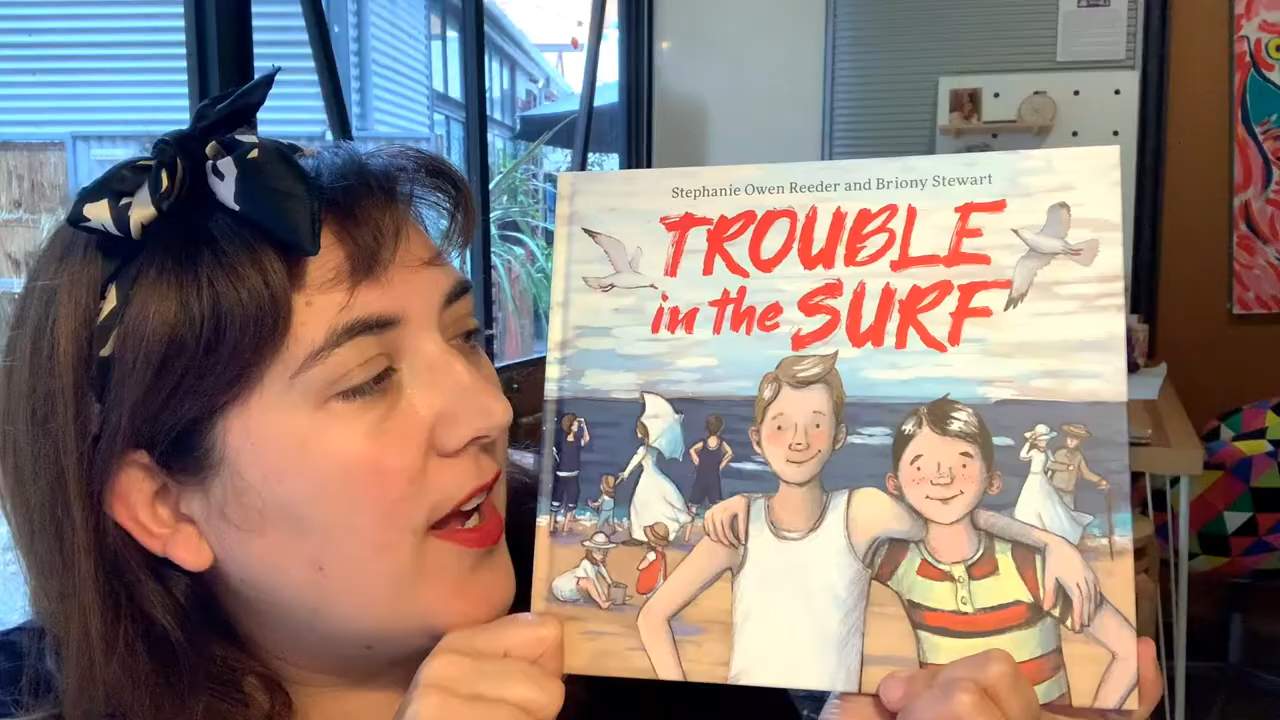 Stephanie Owen Reeder and Briony Stewart
TROUBLE
in the SURF